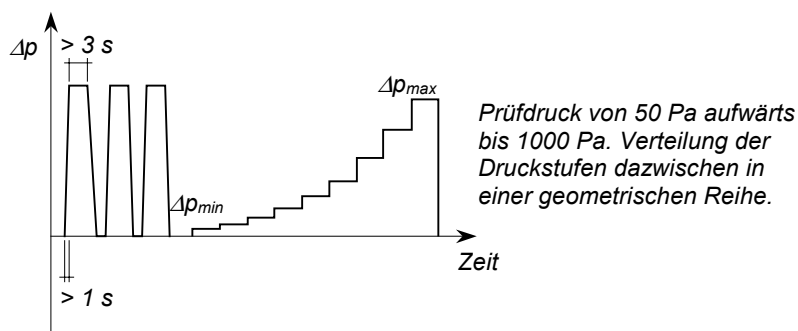 Δp
> 3 s
Δpmax
Prüfdruck von 50 Pa aufwärts
bis 1000 Pa. Verteilung der
Druckstufen dazwischen in
einer geometrischen Reihe.
Δpmin
Zeit
> 1 s